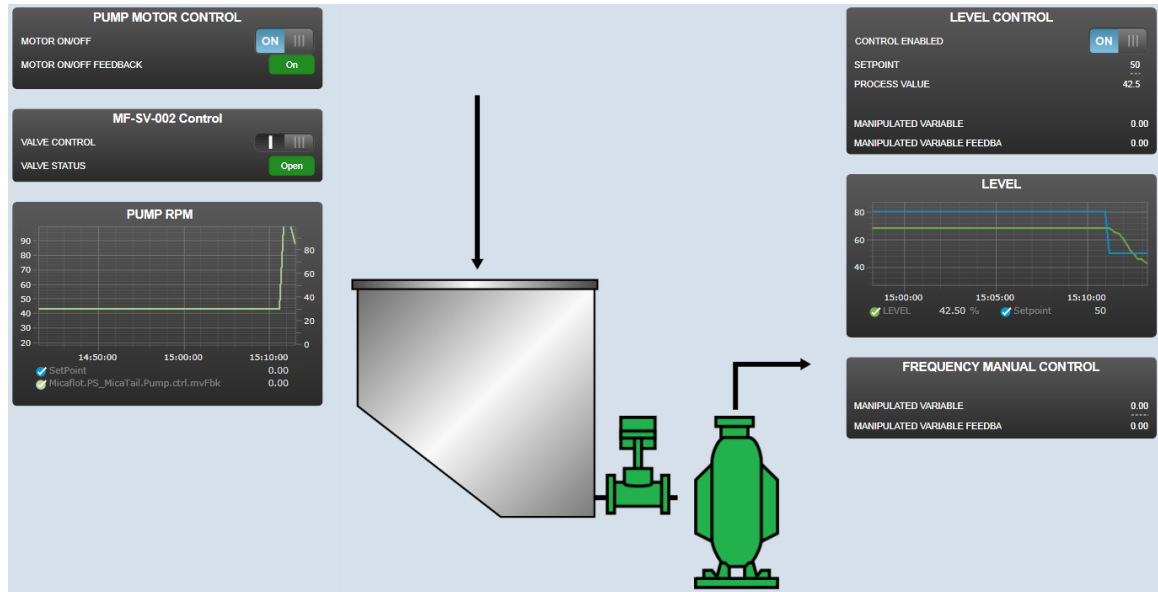 PUMP MOTOR CONTROL
MOTOR ON/OFF ON
MOTOR ON/OFF FEEDBACK On
MF-SV-002 Control
VALVE CONTROL
VALVE STATUS Open
PUMP RPM
90
80
70
60
50
40
30
20
80
60
40
20
0
14:50:00 15:00:00 15:10:00
SetPoint 0.00
Micaflot.PS_MicaTail.Pump.ctrl.mvFbk 0.00
LEVEL CONTROL
CONTROL ENABLED ON
SETPOINT 50
PROCESS VALUE 42.5
MANIPULATED VARIABLE 0.00
MANIPULATED VARIABLE FEEDBA 0.00
LEVEL
80
60
40
15:00:00 15:05:00 15:10:00
LEVEL 42.50 % Setpoint 50
FREQUENCY MANUAL CONTROL
MANIPULATED VARIABLE 0.00
MANIPULATED VARIABLE FEEDBA 0.00